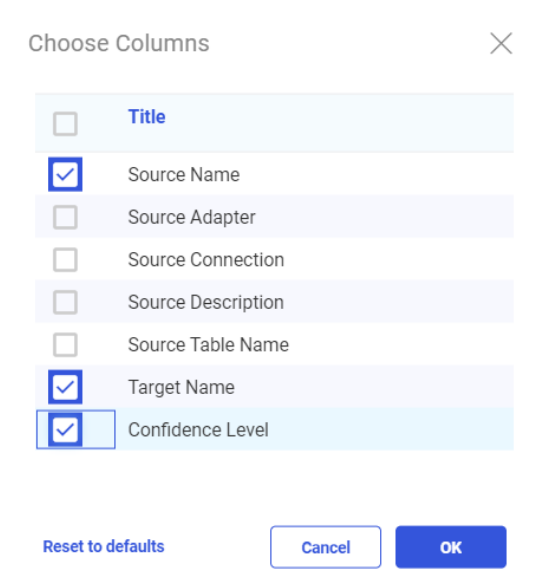 Choose Columns
Title
Source Name
Source Adapter
Source Connection
Source Description
Source Table Name
Target Name
Confidence Level
Reset to defaults
Cancel
OK